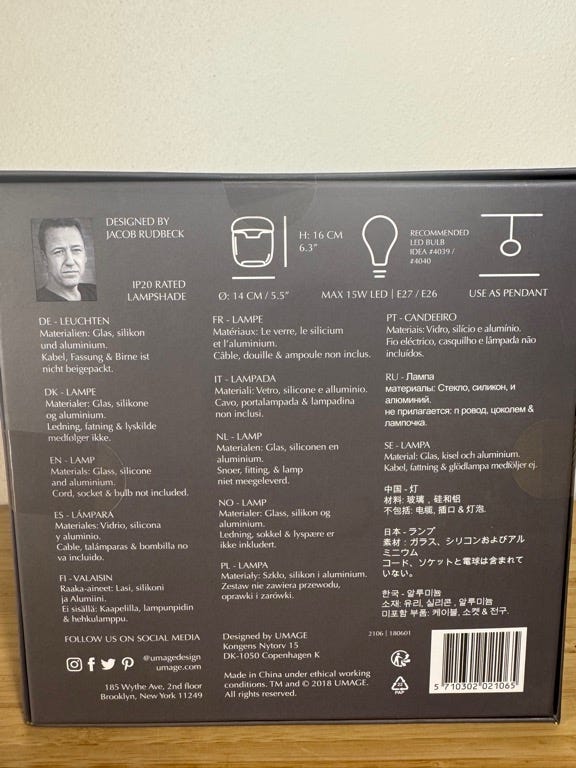 DESIGNED BY
JACOB RUDBECK
IP20 RATED
LAMPSHADE
H: 16 CM
6.3"
Ø: 14 CM / 5.5"
RECOMMENDED
LED BULB
IDEA #4039 /
#4040
MAX 15W LED | E27 / E26
USE AS PENDANT
DE - LEUCHTEN
Materialen: Glas, silikon
und aluminium.
Kabel, Fassung & Birne ist
nicht beigepackt.
DK - LAMPE
Materialer: Glas, silikone
og aluminium.
Ledning, fatning & lyskilde
medfølger ikke.
EN - LAMP
Materials: Glass, silicone
and aluminium.
Cord, socket & bulb not included.
ES - LÁMPARA
Materiales: Vidrio, silicona
y aluminio.
Cable, talámparas & bombilla no
va incluido.
FI - VALAISIN
Raaka-aineet: Lasi, silikoni
ja Alumiini.
Ei sisällä: Kaapelilla, lampunpidin
& hehkulamppu.
FR - LAMPE
Matériaux: Le verre, le silicium
et l'aluminium.
Câble, douille & ampoule non inclus.
IT - LAMPADA
Materiali: Vetro, silicone e alluminio.
Cavo, portalampada & lampadina
non inclusi.
NL - LAMP
Materialen: Glas, siliconen en
aluminium.
Snoer, fitting, & lamp
niet meegeleverd.
NO - LAMP
Materialer: Glass, silikon og
aluminium.
Ledning, sokkel & lyspære er
ikke inkludert.
PL - LAMPA
Materiały: Szkło, silikon i aluminium.
Zestaw nie zawiera przewodu,
oprawki i żarówki.
PT - CANDEEIRO
Materiais: Vidro, silício e alumínio.
Fio eléctrico, casquilho e lâmpada não
incluídos.
RU - Лампа
материалы: Стекло, силикон, и
алюминий.
не прилагается: п ровод, цоколем &
лампочка.
SE - LAMPA
Material: Glas, kisel och aluminium.
Kabel, fattning & glödlampa medföljer ej.
中国 - 灯
材料: 玻璃，硅和铝
不包括: 电缆, 插口 & 灯泡.
日本 - ランプ
素材：ガラス、シリコンおよびアル
ミニウム
コード、ソケットと電球は含まれて
いない。
한국 - 알루미늄
소재: 유리, 실리콘 , 알루미늄
미포함 부품: 케이블, 소켓 & 전구.
FOLLOW US ON SOCIAL MEDIA
@umagedesign
umage.com
185 Wythe Ave, 2nd floor
Brooklyn, New York 11249
Designed by UMAGE
Kongens Nytorv 15
DK-1050 Copenhagen K
Made in China under ethical working
conditions. TM and © 2018 UMAGE.
All rights reserved.
2106 | 180601
22
PAP
5 710302 021065